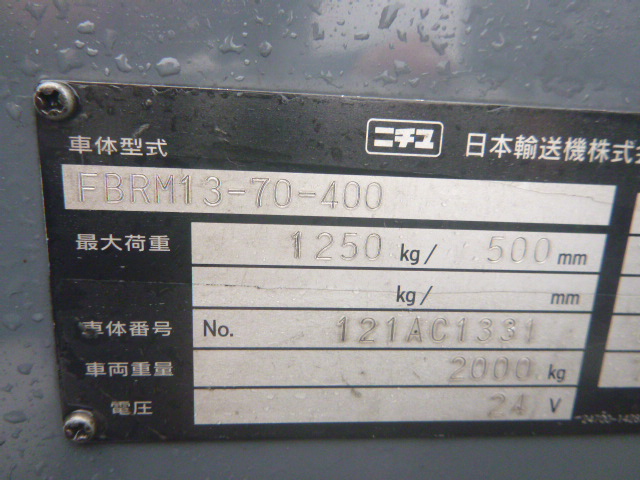 ニチユ 日本輸送機株式
車体型式
FBRM13-70-400
最大荷重 1250 kg/ 500 mm
kg/ mm
車体番号 No. 121AC1331
車両重量 2000 kg
電圧 24 V